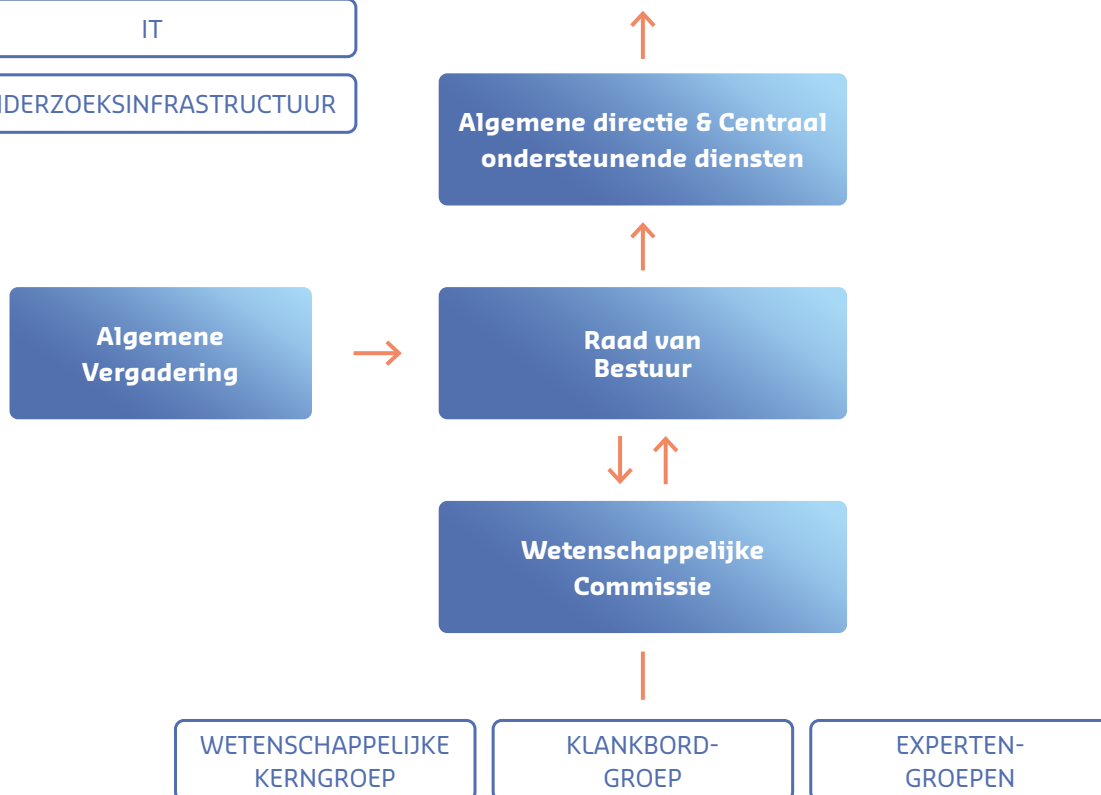 IT
NDERZOEKSINFRASTRUCTUUR
Algemene directie & Centraal
ondersteunende diensten
Algemene
Vergadering
Raad van
Bestuur
Wetenschappelijke
Commissie
WETENSCHAPPELIJKE
KERNGROEP
KLANKBORD-
GROEP
EXPERTEN-
GROEPEN